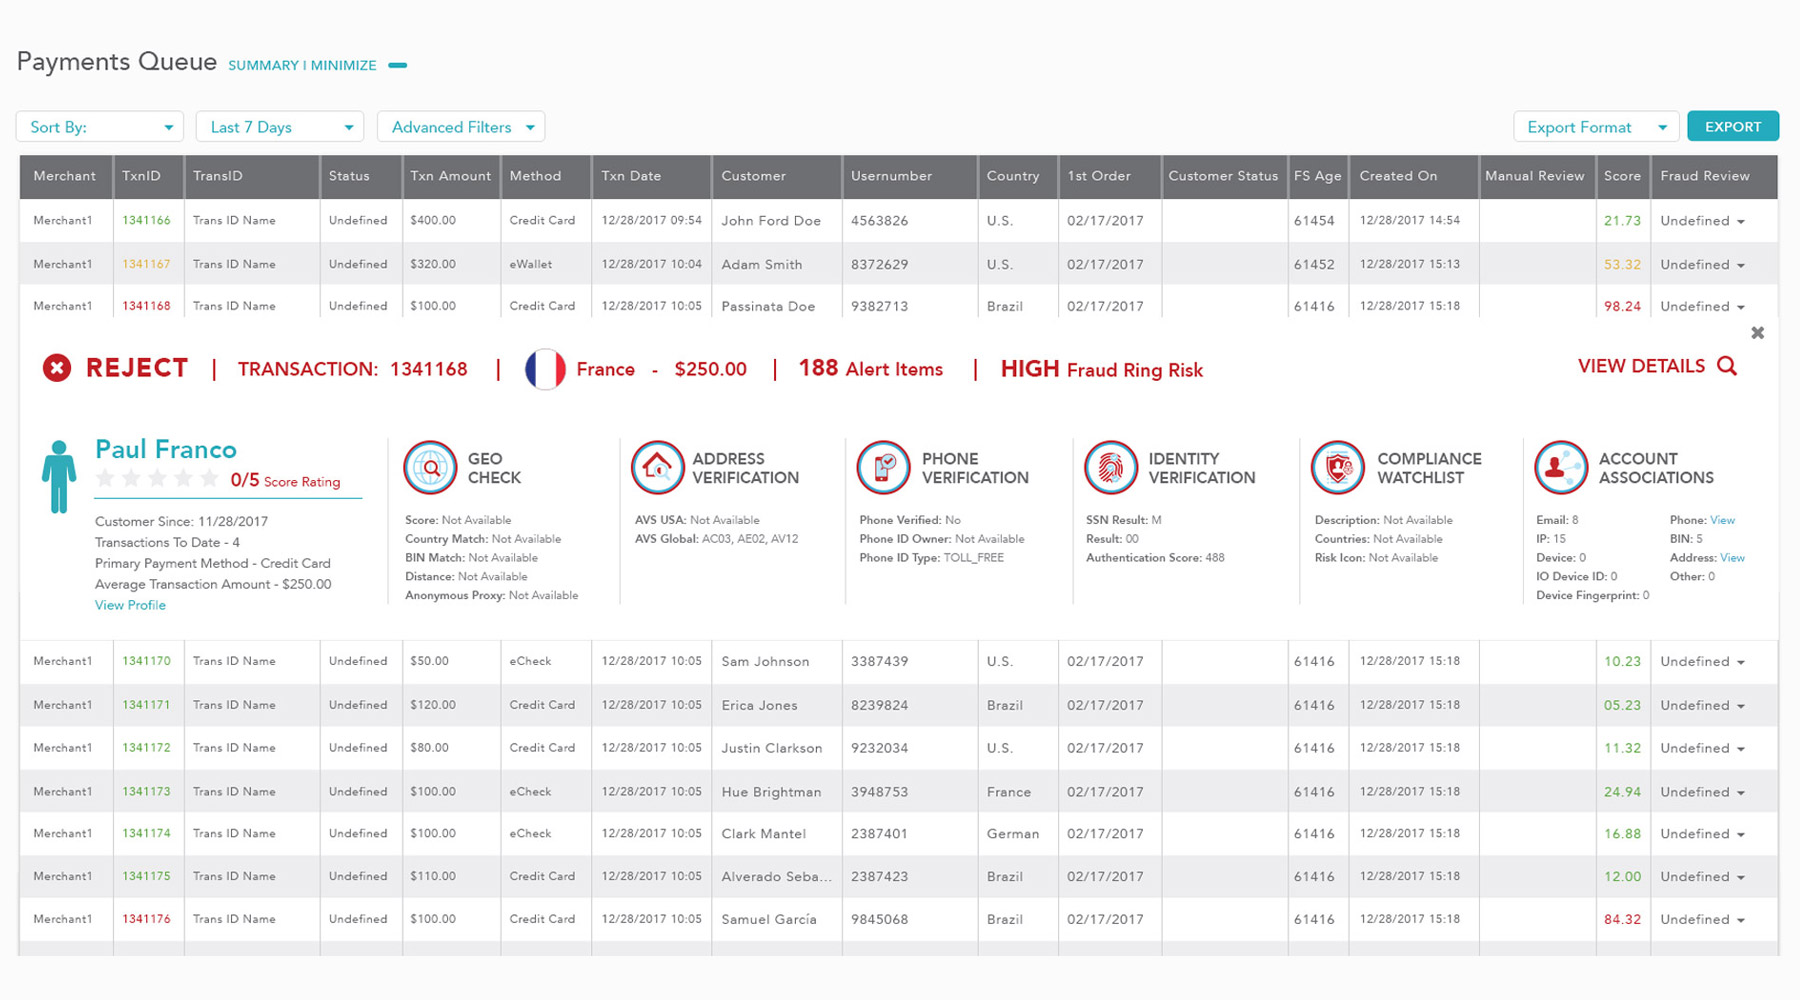 Payments Queue SUMMARY | MINIMIZE
Sort By: Last 7 Days Advanced Filters Export Format EXPORT
Merchant TxnID TransID Status Txn Amount Method Txn Date Customer Usernumber Country 1st Order Customer Status FS Age Created On Manual Review Score Fraud Review
Merchant1 1341166 Trans ID Name Undefined $400.00 Credit Card 12/28/2017 09:54 John Ford Doe 4563826 U.S. 02/17/2017 61454 12/28/2017 14:54 21.73 Undefined
Merchant1 1341167 Trans ID Name Undefined $320.00 eWallet 12/28/2017 10:04 Adam Smith 8372629 U.S. 02/17/2017 61452 12/28/2017 15:13 53.32 Undefined
Merchant1 1341168 Trans ID Name Undefined $100.00 Credit Card 12/28/2017 10:05 Passinata Doe 9382713 Brazil 02/17/2017 61416 12/28/2017 15:18 98.24 Undefined
REJECT | TRANSACTION: 1341168 | France - $250.00 | 188 Alert Items | HIGH Fraud Ring Risk VIEW DETAILS
Paul Franco
0/5 Score Rating
Customer Since: 11/28/2017
Transactions To Date - 4
Primary Payment Method - Credit Card
Average Transaction Amount - $250.00
View Profile
GEO
CHECK
Score: Not Available
Country Match: Not Available
BIN Match: Not Available
Distance: Not Available
Anonymous Proxy: Not Available
ADDRESS
VERIFICATION
AVS USA: Not Available
AVS Global: AC03, AE02, AV12
PHONE
VERIFICATION
Phone Verified: No
Phone ID Owner: Not Available
Phone ID Type: TOLL_FREE
IDENTITY
VERIFICATION
SSN Result: M
Result: 00
Authentication Score: 488
COMPLIANCE
WATCHLIST
Description: Not Available
Countries: Not Available
Risk Icon: Not Available
ACCOUNT
ASSOCIATIONS
Email: 8 Phone: View
IP: 15 BIN: 5
Device: 0 Address: View
IO Device ID: 0 Other: 0
Device Fingerprint: 0
Merchant1 1341170 Trans ID Name Undefined $50.00 eCheck 12/28/2017 10:05 Sam Johnson 3387439 U.S. 02/17/2017 61416 12/28/2017 15:18 10.23 Undefined
Merchant1 1341171 Trans ID Name Undefined $120.00 Credit Card 12/28/2017 10:05 Erica Jones 8239824 Brazil 02/17/2017 61416 12/28/2017 15:18 05.23 Undefined
Merchant1 1341172 Trans ID Name Undefined $80.00 Credit Card 12/28/2017 10:05 Justin Clarkson 9232034 U.S. 02/17/2017 61416 12/28/2017 15:18 11.32 Undefined
Merchant1 1341173 Trans ID Name Undefined $100.00 eCheck 12/28/2017 10:05 Hue Brightman 3948753 France 02/17/2017 61416 12/28/2017 15:18 24.94 Undefined
Merchant1 1341174 Trans ID Name Undefined $100.00 eCheck 12/28/2017 10:05 Clark Mantel 2387401 German 02/17/2017 61416 12/28/2017 15:18 16.88 Undefined
Merchant1 1341175 Trans ID Name Undefined $110.00 Credit Card 12/28/2017 10:05 Alverado Seba... 2387423 Brazil 02/17/2017 61416 12/28/2017 15:18 12.00 Undefined
Merchant1 1341176 Trans ID Name Undefined $100.00 Credit Card 12/28/2017 10:05 Samuel García 9845068 Brazil 02/17/2017 61416 12/28/2017 15:18 84.32 Undefined